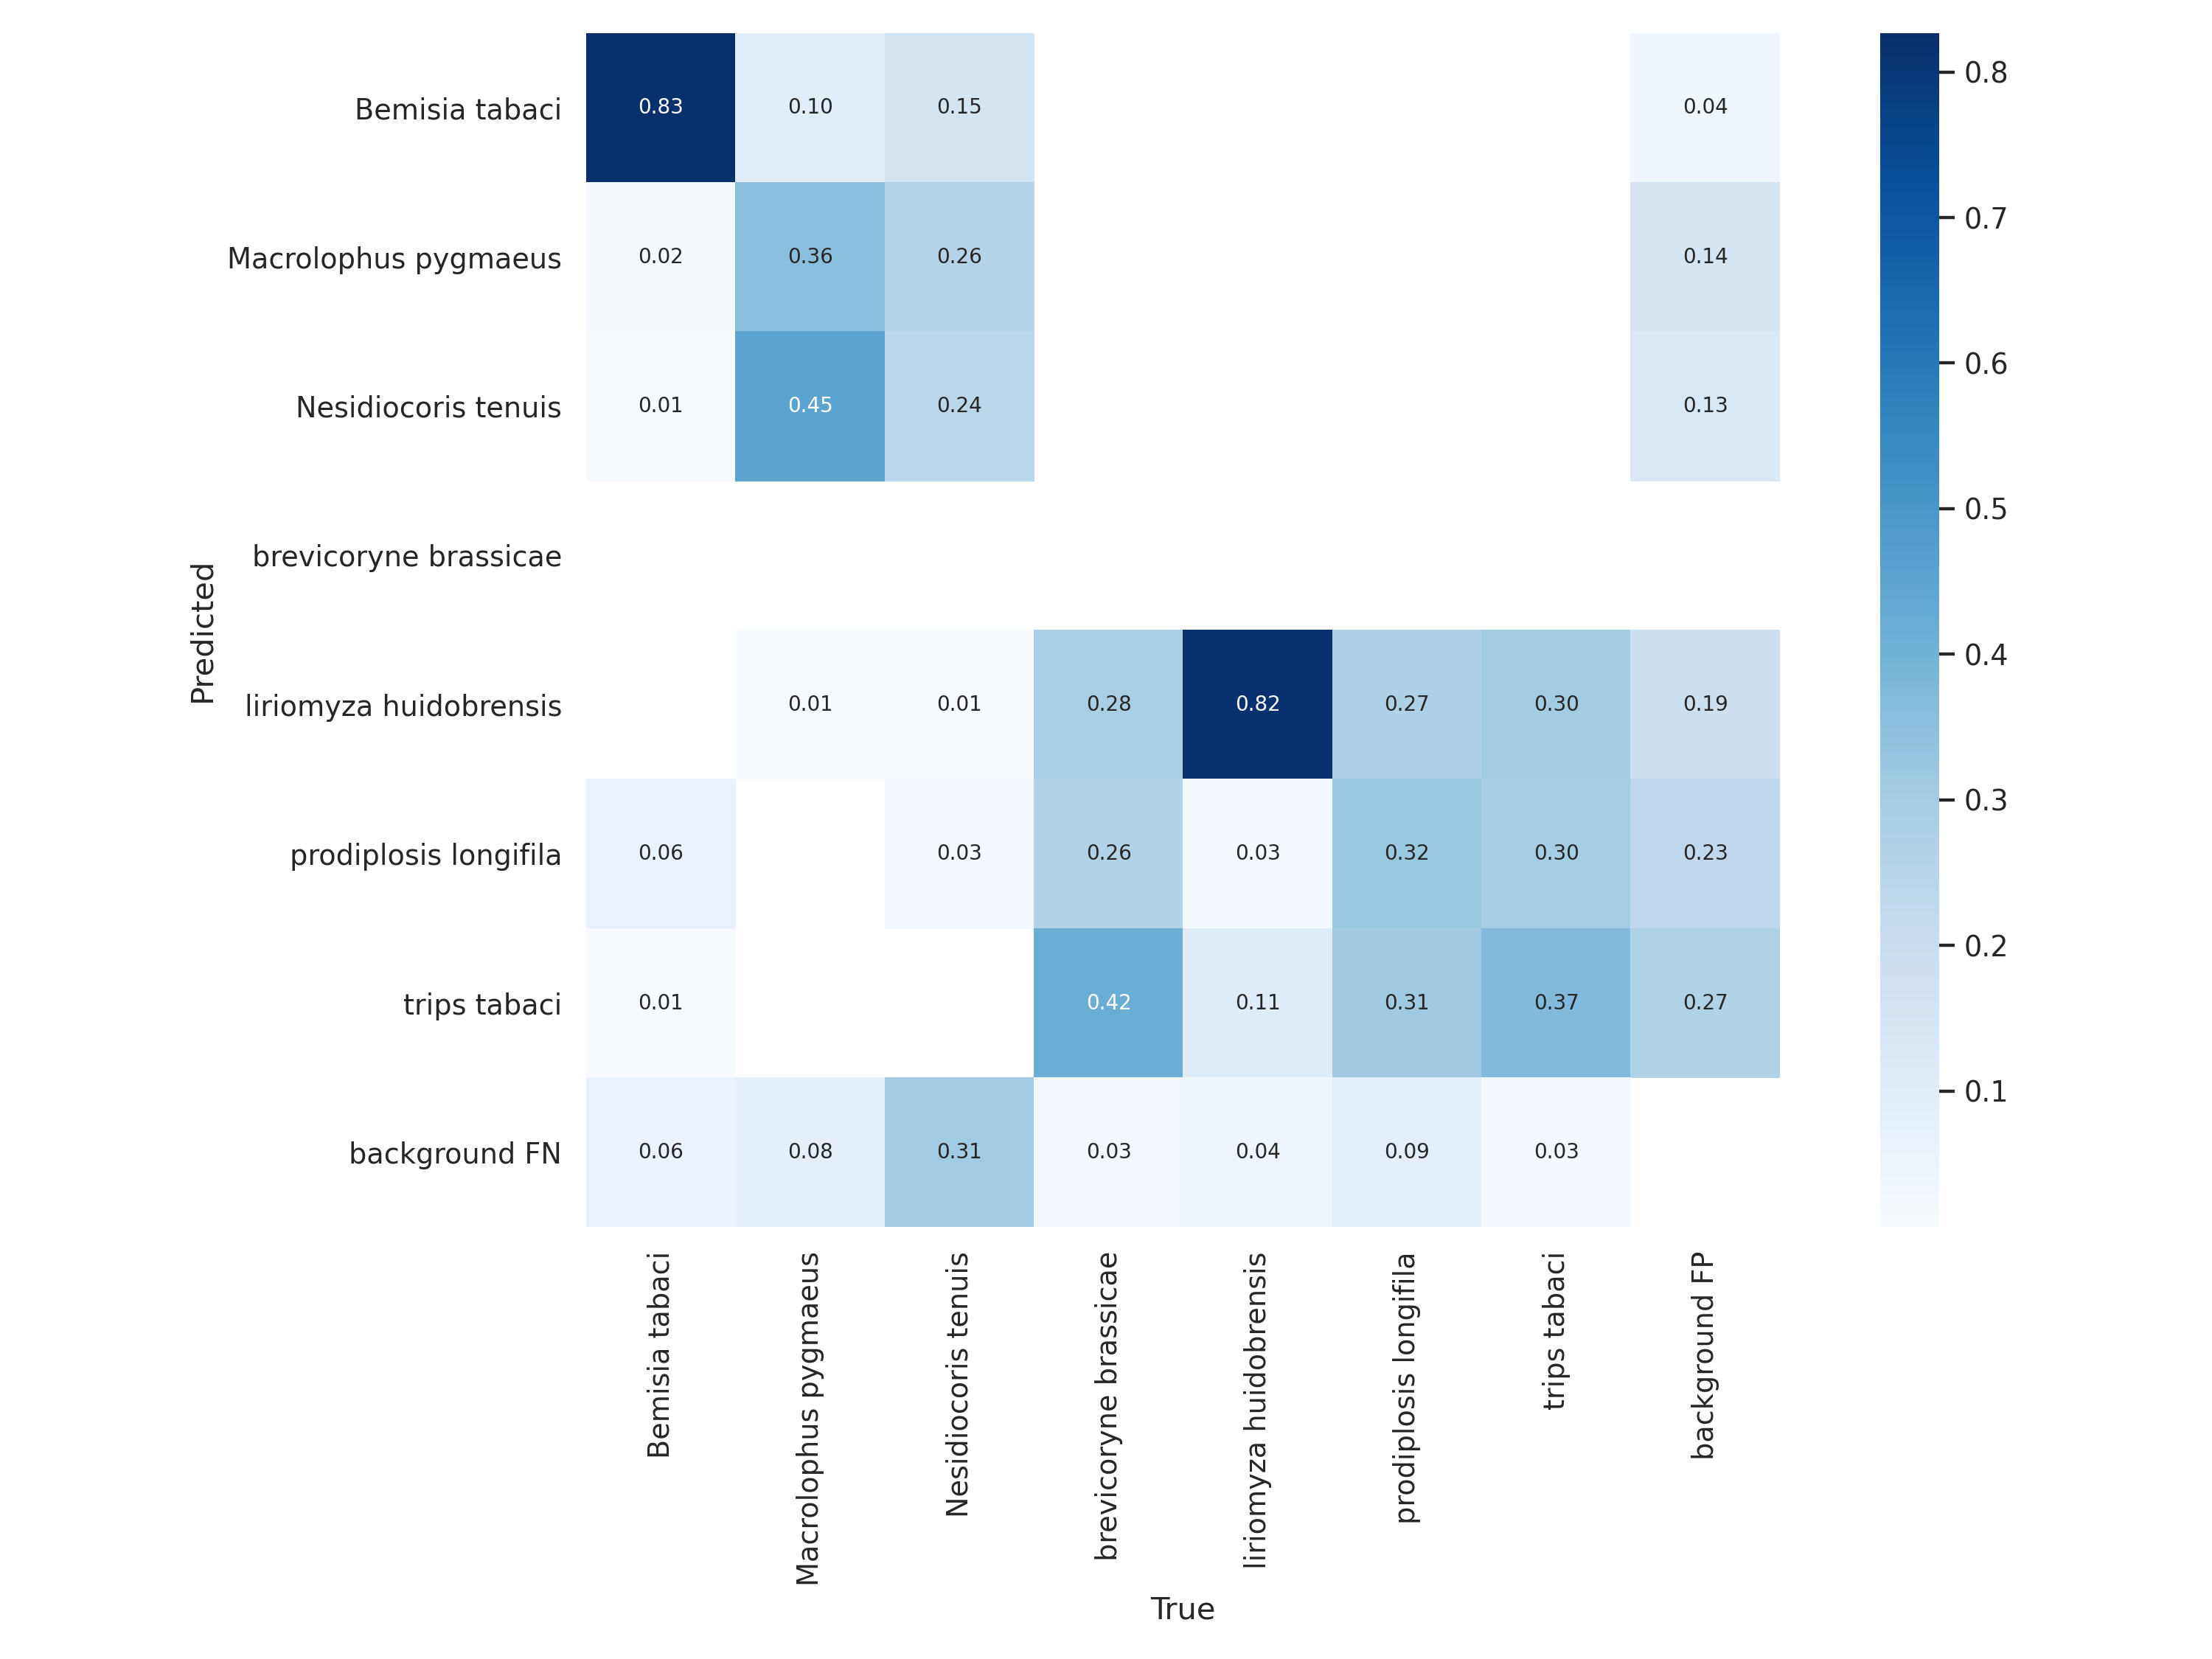 Predicted
Bemisia tabaci 0.83 0.10 0.15 0.04
Macrolophus pygmaeus 0.02 0.36 0.26 0.14
Nesidiocoris tenuis 0.01 0.45 0.24 0.13
brevicoryne brassicae
liriomyza huidobrensis 0.01 0.01 0.28 0.82 0.27 0.30 0.19
prodiplosis longifila 0.06 0.03 0.26 0.03 0.32 0.30 0.23
trips tabaci 0.01 0.42 0.11 0.31 0.37 0.27
background FN 0.06 0.08 0.31 0.03 0.04 0.09 0.03
Bemisia tabaci
Macrolophus pygmaeus
Nesidiocoris tenuis
brevicoryne brassicae
liriomyza huidobrensis
prodiplosis longifila
trips tabaci
background FP
True
0.8
0.7
0.6
0.5
0.4
0.3
0.2
0.1